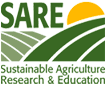 SARE
Sustainable Agriculture
Research & Education